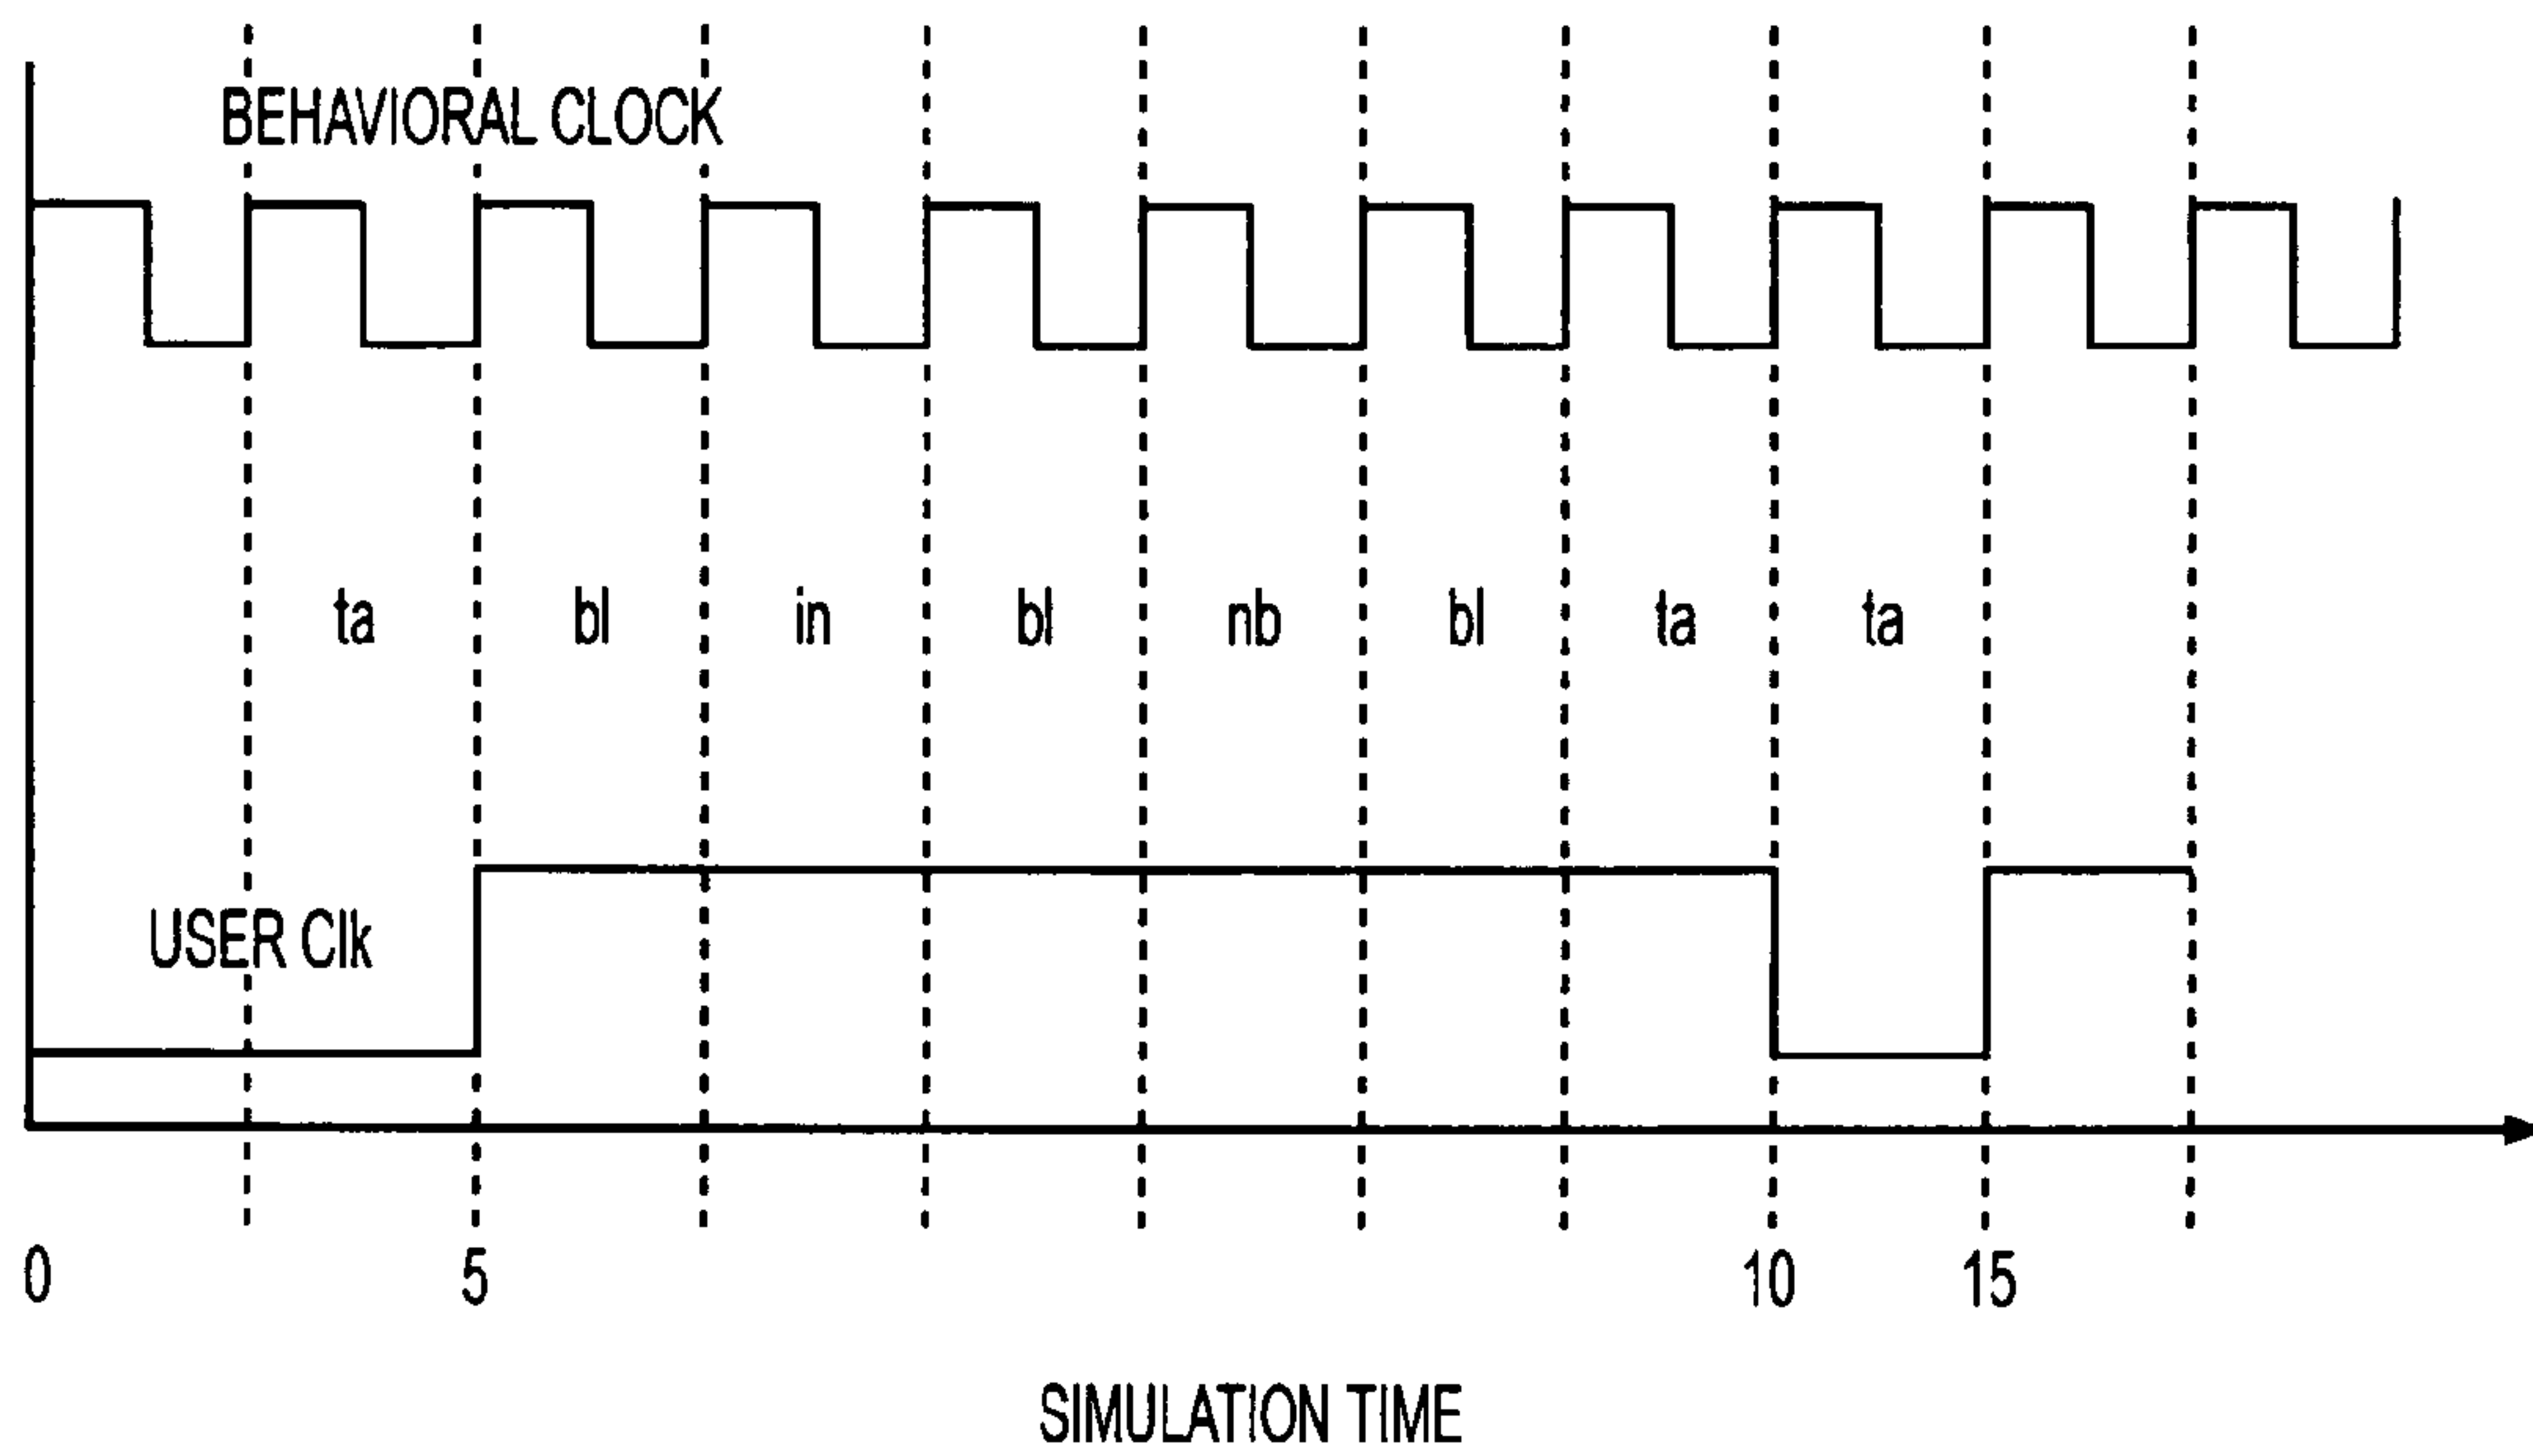 BEHAVIORAL CLOCK
ta bl in bl nb bl ta ta
USER Clk
0 5 10 15
SIMULATION TIME